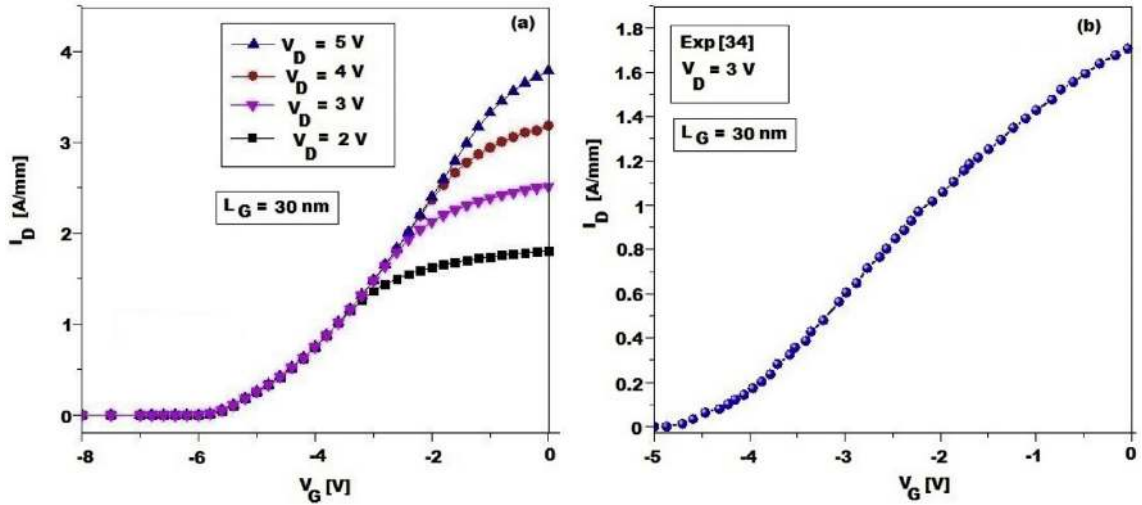 (a)
V_D = 5 V
V_D = 4 V
V_D = 3 V
V_D = 2 V
L_G = 30 nm
I_D [A/mm]
4
3
2
1
0
-8
-6
-4
-2
0
V_G [V]
(b)
Exp [34]
V_D = 3 V
L_G = 30 nm
I_D [A/mm]
1.8
1.6
1.4
1.2
1
0.8
0.6
0.4
0.2
0
-5
-4
-3
-2
-1
0
V_G [V]